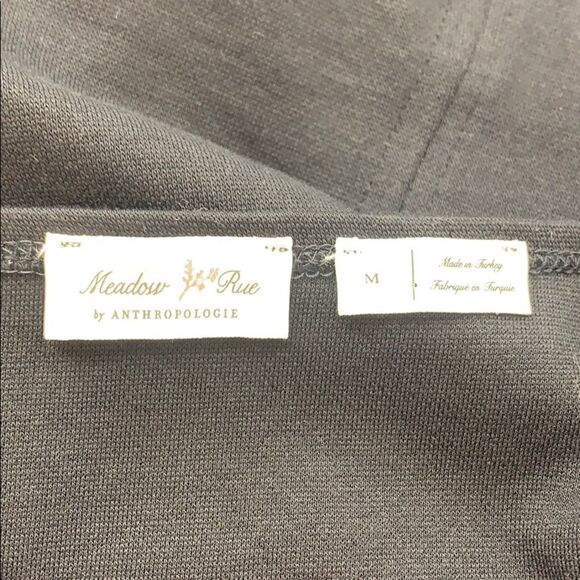 Meadow Rue
by ANTHROPOLOGIE
M
Made in Turkey
Fabriqué en Turquie